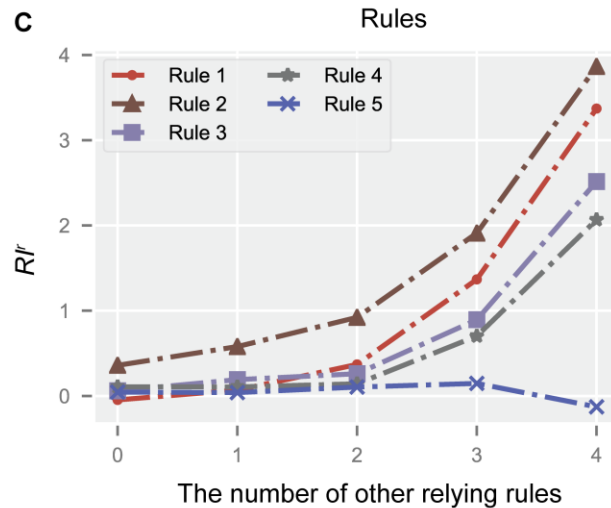 C
Rules
4
3
2
1
0
RIʳ
Rule 1
Rule 2
Rule 3
Rule 4
Rule 5
0 1 2 3 4
The number of other relying rules